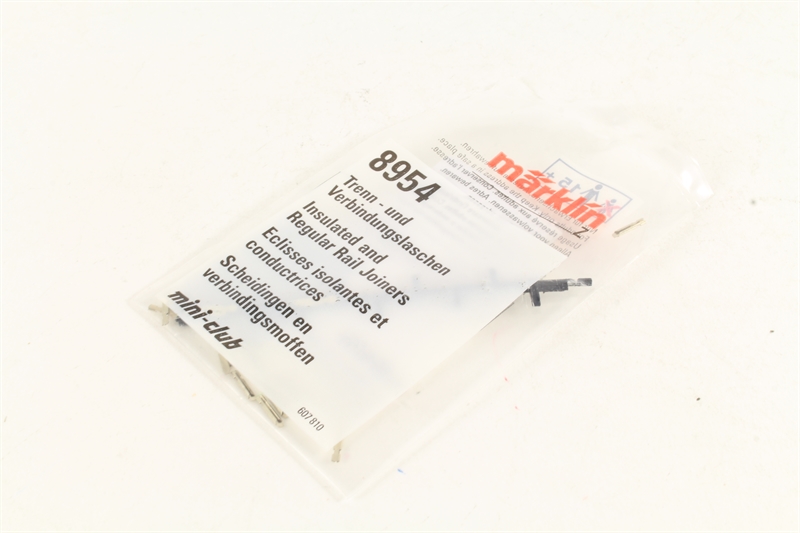 märklin
Z
8954
Trenn - und
Verbindungslaschen
Insulated and
Regular Rail Joiners
Eclisses isolantes et
conductrices
Scheidingen en
verbindingsmoffen
mini-club
607 810